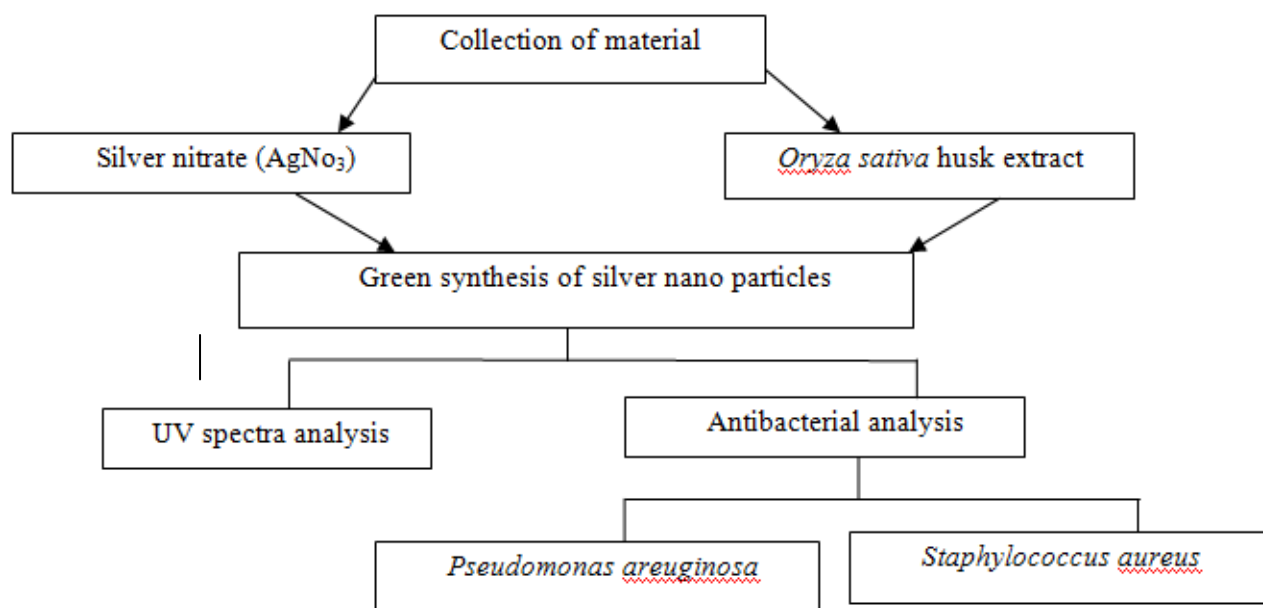 Collection of material
Silver nitrate (AgNo₃)
Oryza sativa husk extract
Green synthesis of silver nano particles
UV spectra analysis
Antibacterial analysis
Pseudomonas areuginosa
Staphylococcus aureus